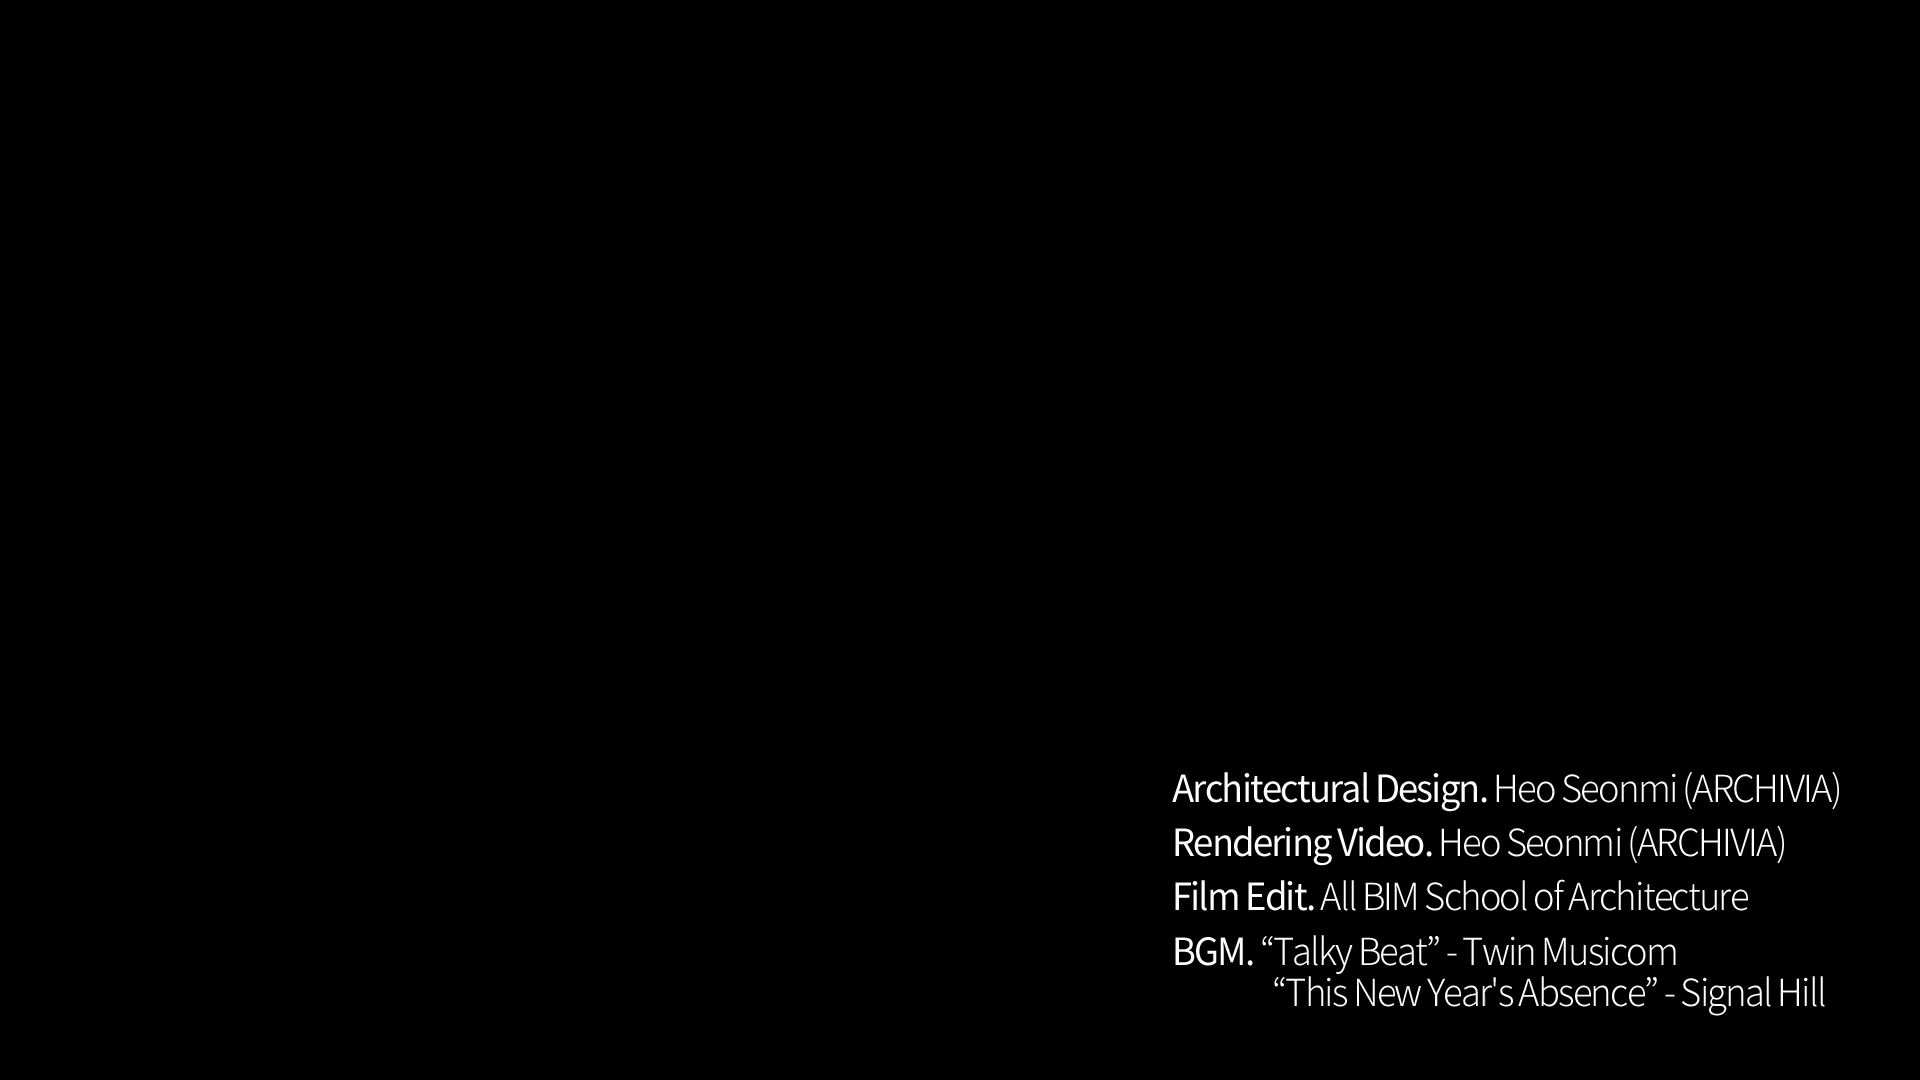 Architectural Design. Heo Seonmi (ARCHIVIA)
Rendering Video. Heo Seonmi (ARCHIVIA)
Film Edit. All BIM School of Architecture
BGM. “Talky Beat” - Twin Musicom
“This New Year's Absence” - Signal Hill